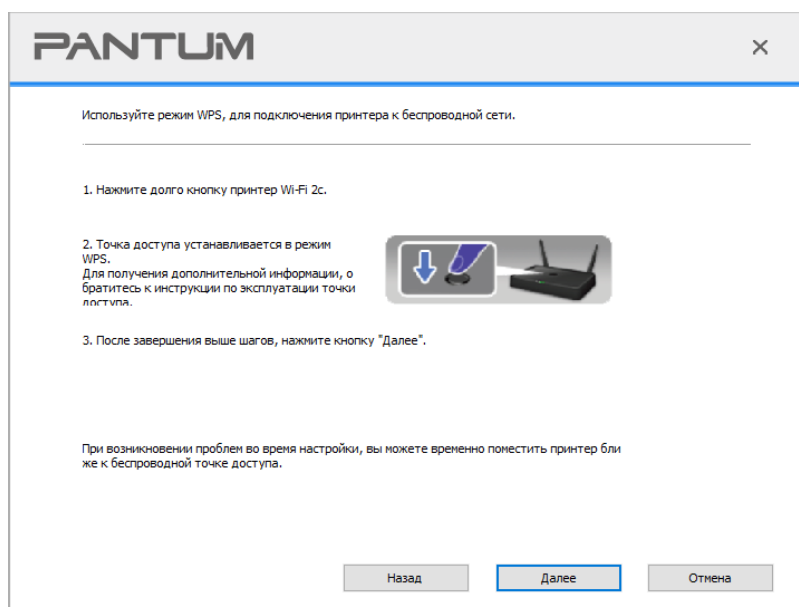 PANTUM
Используйте режим WPS, для подключения принтера к беспроводной сети.
1. Нажмите долго кнопку принтер Wi-Fi 2с.
2. Точка доступа устанавливается в режим
WPS.
Для получения дополнительной информации, о
братитесь к инструкции по эксплуатации точки
доступа.
3. После завершения выше шагов, нажмите кнопку "Далее".
При возникновении проблем во время настройки, вы можете временно поместить принтер бли
же к беспроводной точке доступа.
Назад Далее Отмена